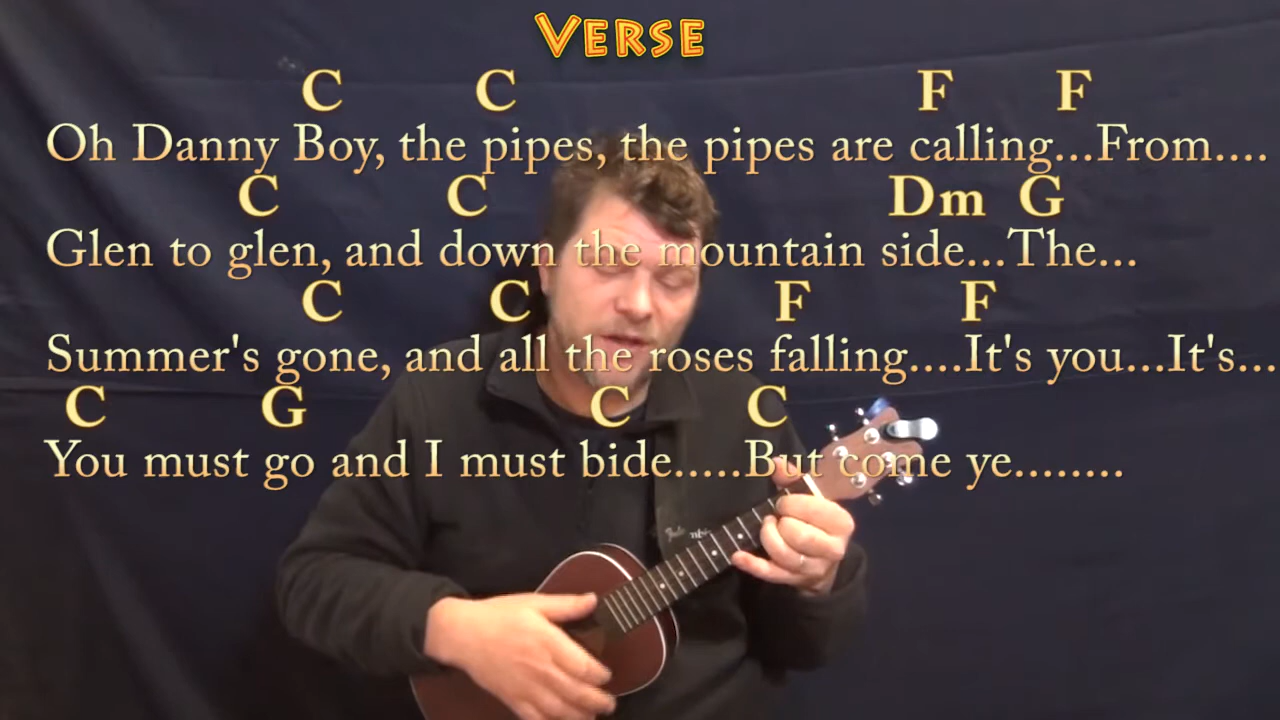 VERSE
C C F F
Oh Danny Boy, the pipes, the pipes are calling...From....
C C Dm G
Glen to glen, and down the mountain side...The...
C C F F
Summer's gone, and all the roses falling....It's you...It's...
C G C C
You must go and I must bide.....But come ye........